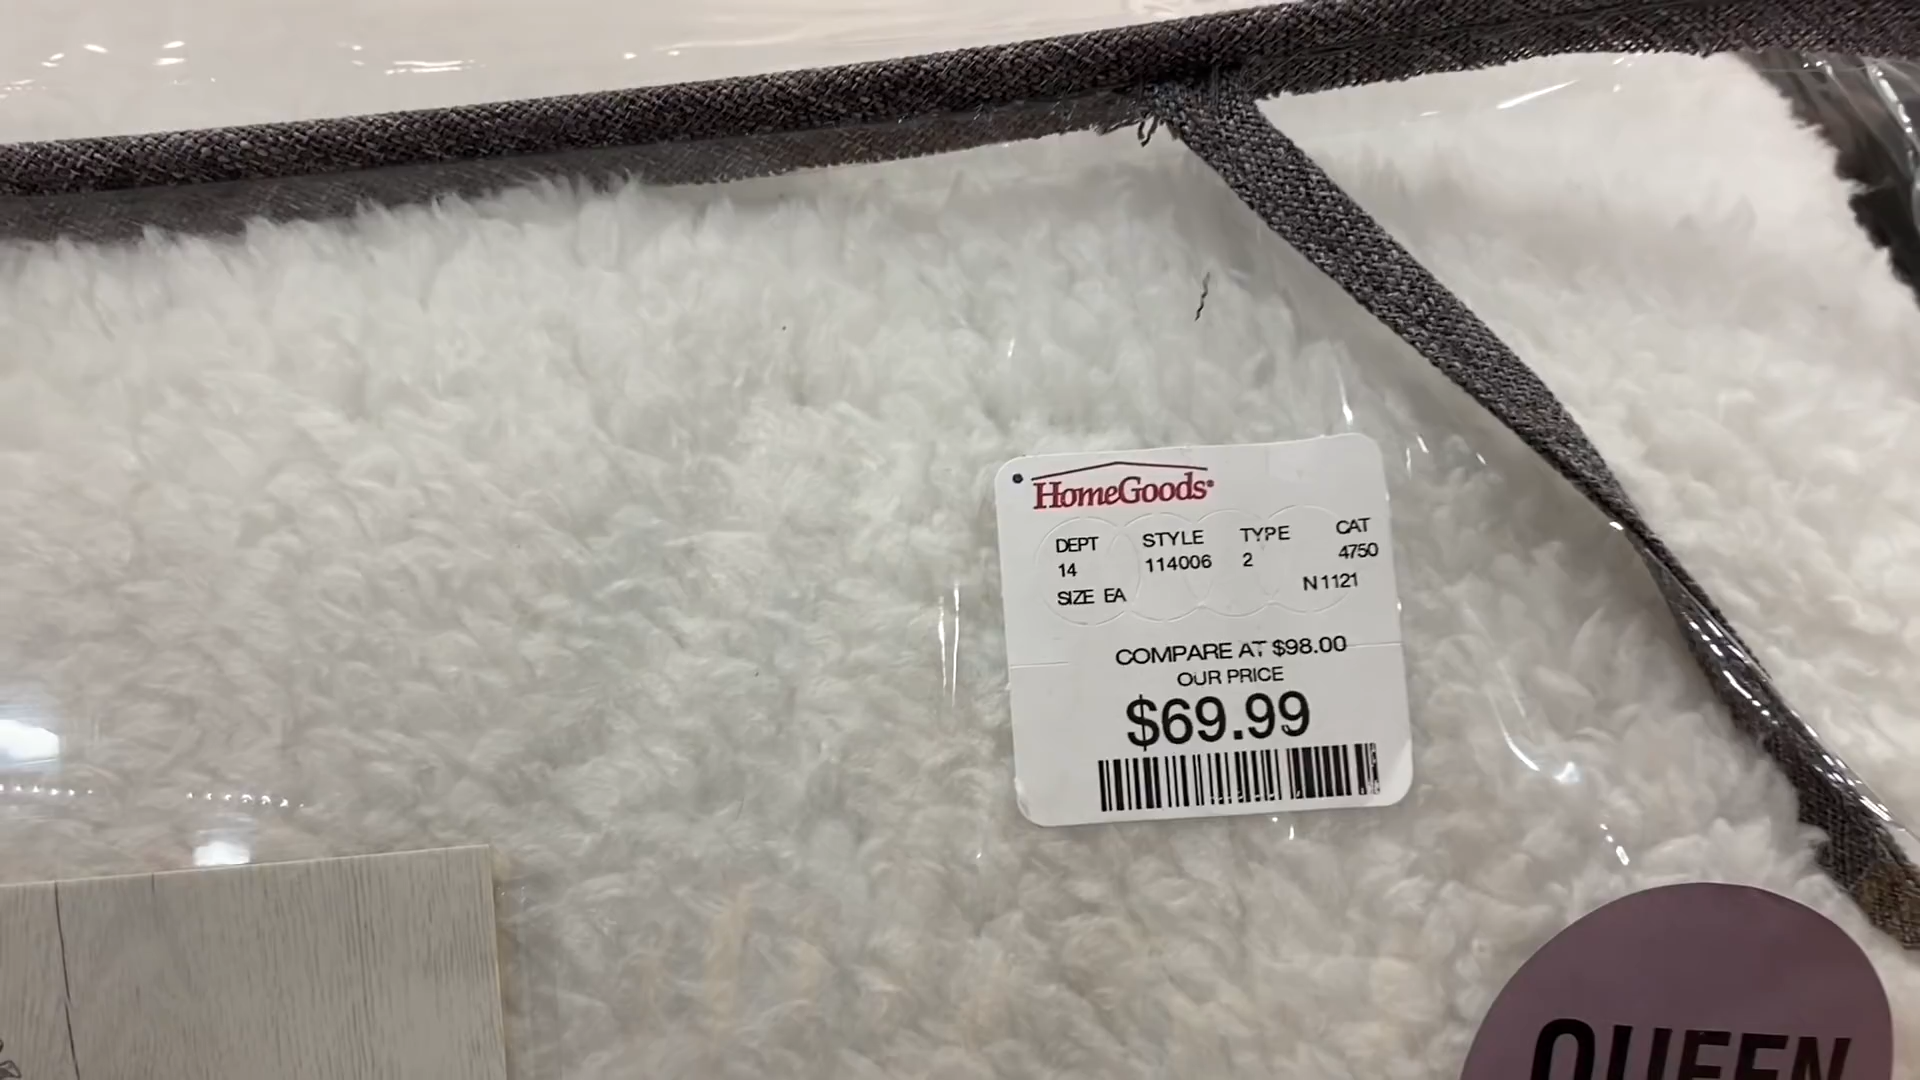 HomeGoods®
DEPT STYLE TYPE CAT
14 114006 2 4750
SIZE EA N1121
COMPARE AT $98.00
OUR PRICE
$69.99
QUEEN